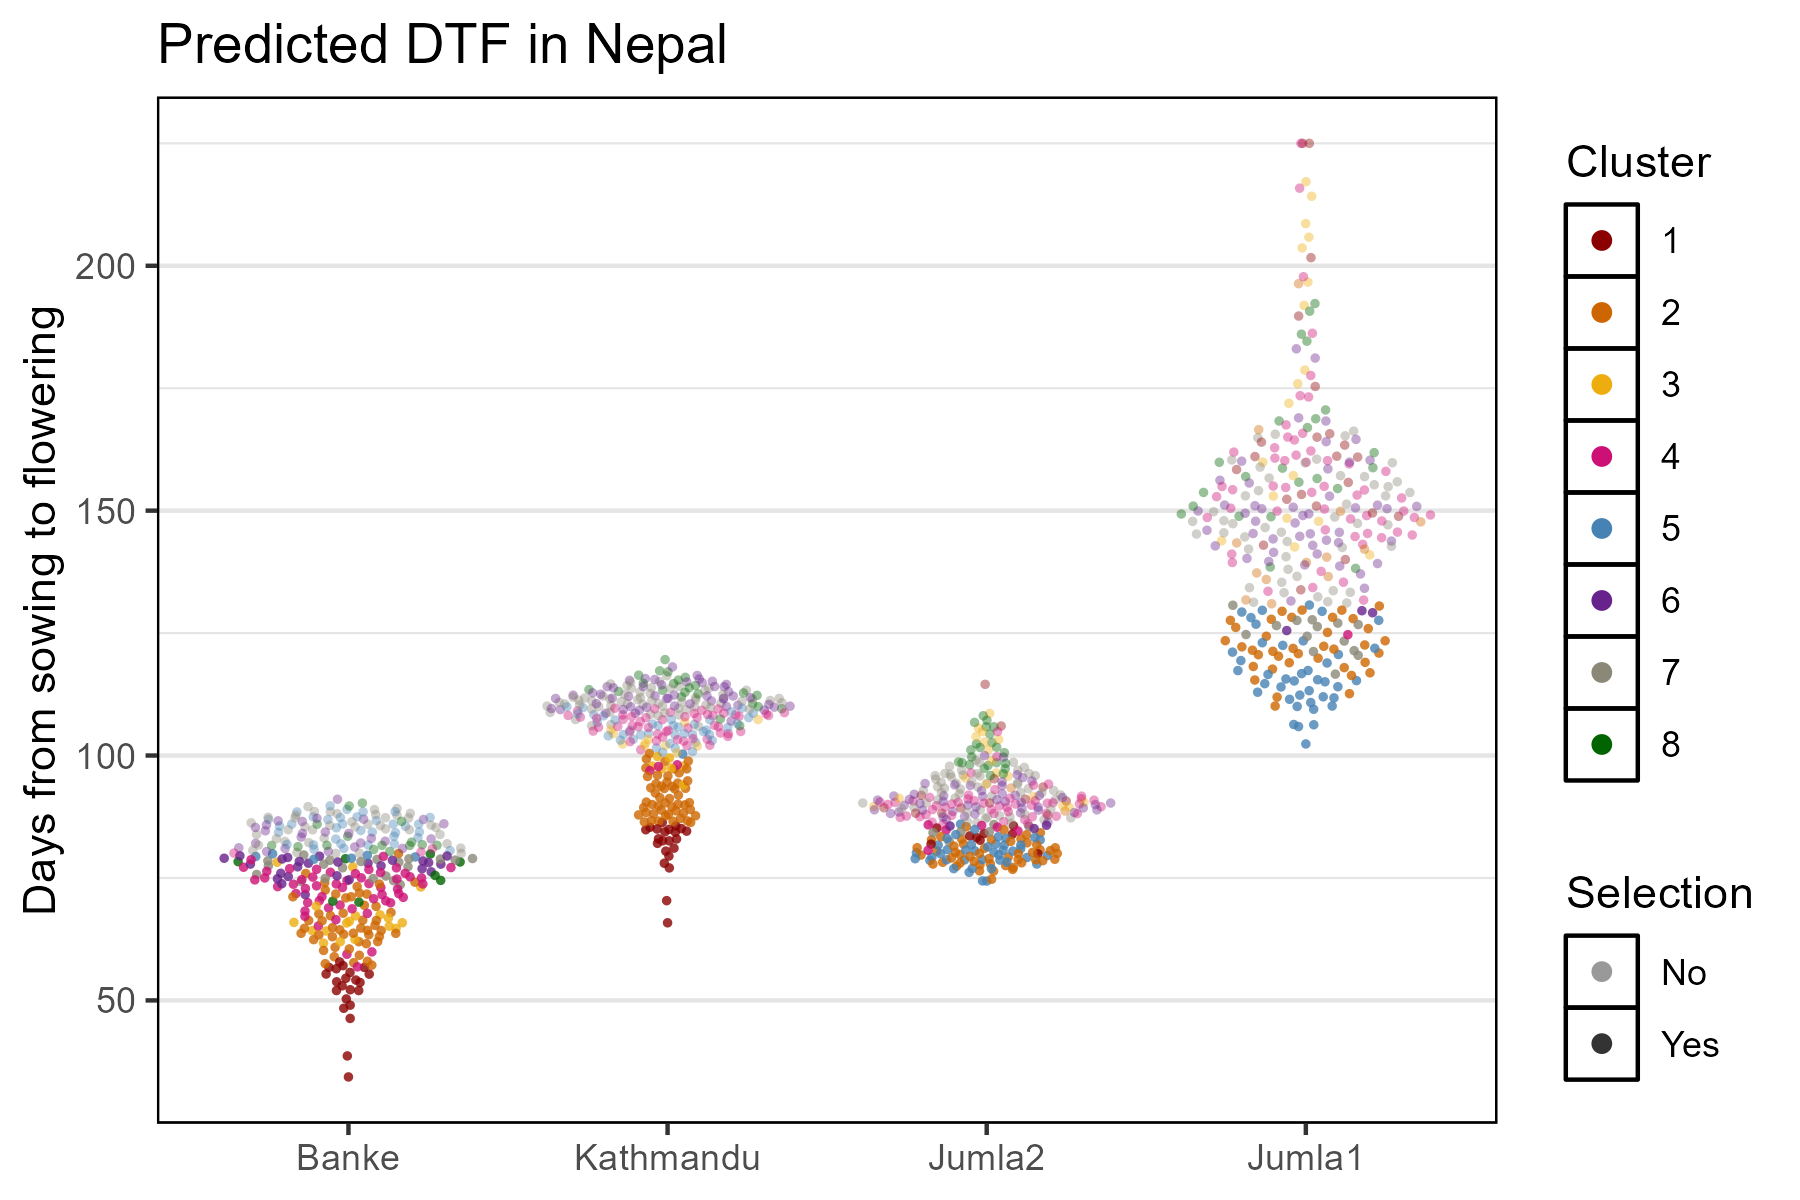 Predicted DTF in Nepal
Days from sowing to flowering
200
150
100
50
Banke
Kathmandu
Jumla2
Jumla1
Cluster
1
2
3
4
5
6
7
8
Selection
No
Yes